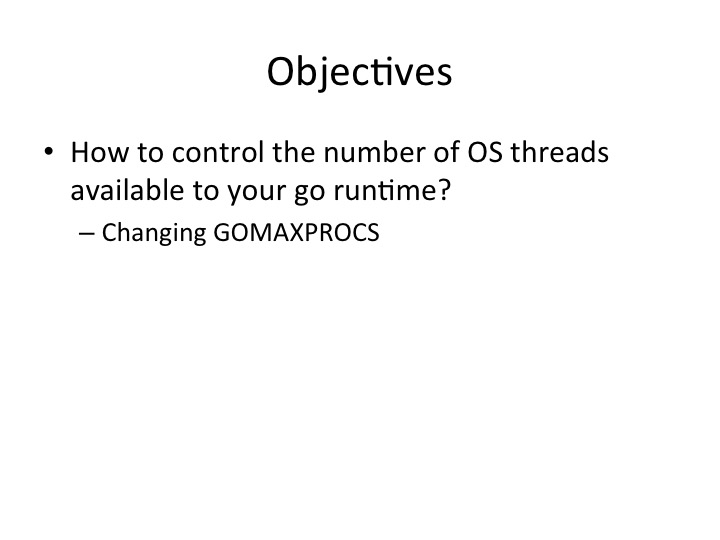 Objectives
• How to control the number of OS threads
available to your go runtime?
– Changing GOMAXPROCS